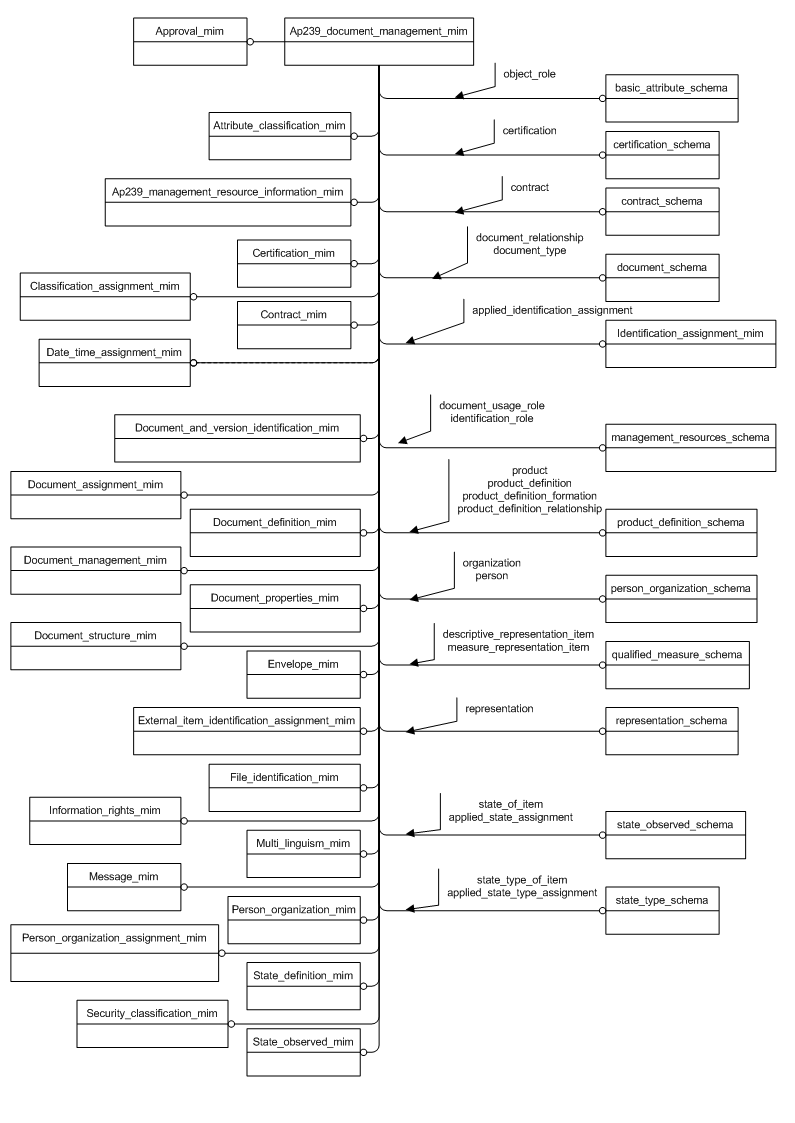 Approval_mim
Ap239_document_management_mim
object_role
basic_attribute_schema
Attribute_classification_mim
certification
certification_schema
Ap239_management_resource_information_mim
contract
contract_schema
Certification_mim
document_relationship
document_type
document_schema
Classification_assignment_mim
Contract_mim
applied_identification_assignment
Identification_assignment_mim
Date_time_assignment_mim
Document_and_version_identification_mim
document_usage_role
identification_role
management_resources_schema
Document_assignment_mim
product
product_definition
product_definition_formation
product_definition_relationship
product_definition_schema
Document_definition_mim
Document_management_mim
organization
person
person_organization_schema
Document_properties_mim
Document_structure_mim
descriptive_representation_item
measure_representation_item
qualified_measure_schema
Envelope_mim
External_item_identification_assignment_mim
representation
representation_schema
File_identification_mim
Information_rights_mim
state_of_item
applied_state_assignment
state_observed_schema
Multi_linguism_mim
Message_mim
state_type_of_item
applied_state_type_assignment
state_type_schema
Person_organization_mim
Person_organization_assignment_mim
State_definition_mim
Security_classification_mim
State_observed_mim